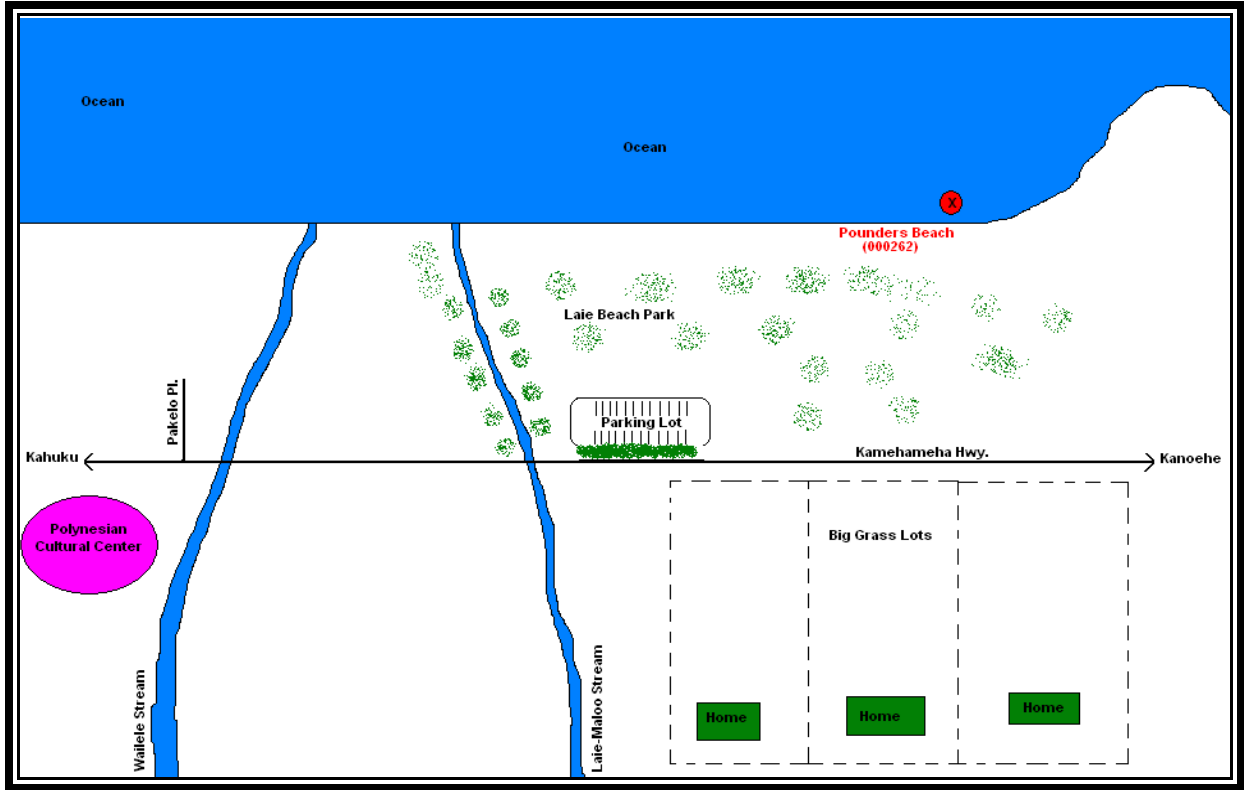 Ocean
Ocean
X
Pounders Beach
(000262)
Laie Beach Park
Pakelo Pl.
Parking Lot
Kamehameha Hwy.
Kahuku
Kanoehe
Polynesian
Cultural Center
Big Grass Lots
Wailele Stream
Laie-Maloo Stream
Home
Home
Home